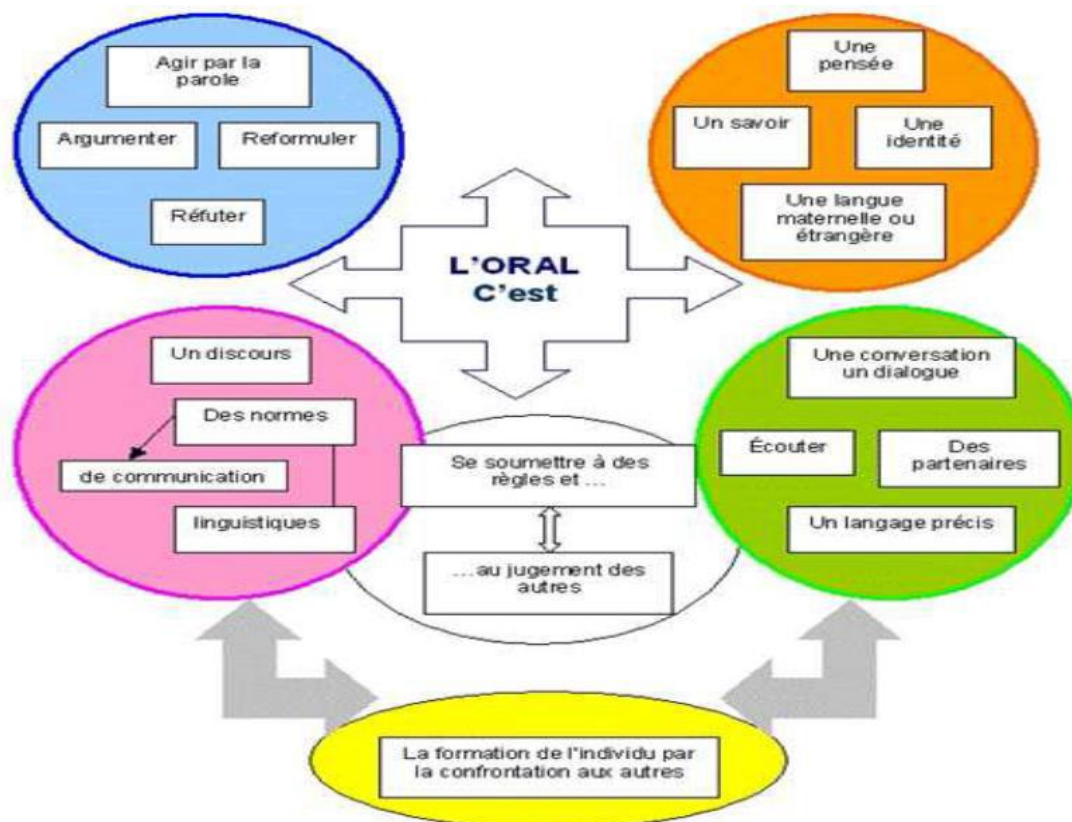 Agir par la
parole
Argumenter
Reformuler
Réfuter
Une
pensée
Un savoir
Une
identité
Une langue
maternelle ou
étrangère
L'ORAL
C'est
Un discours
Des normes
de communication
linguistiques
Se soumettre à des
règles et ...
...au jugement des
autres
Une conversation
un dialogue
Écouter
Des
partenaires
Un langage précis
La formation de l'individu par
la confrontation aux autres